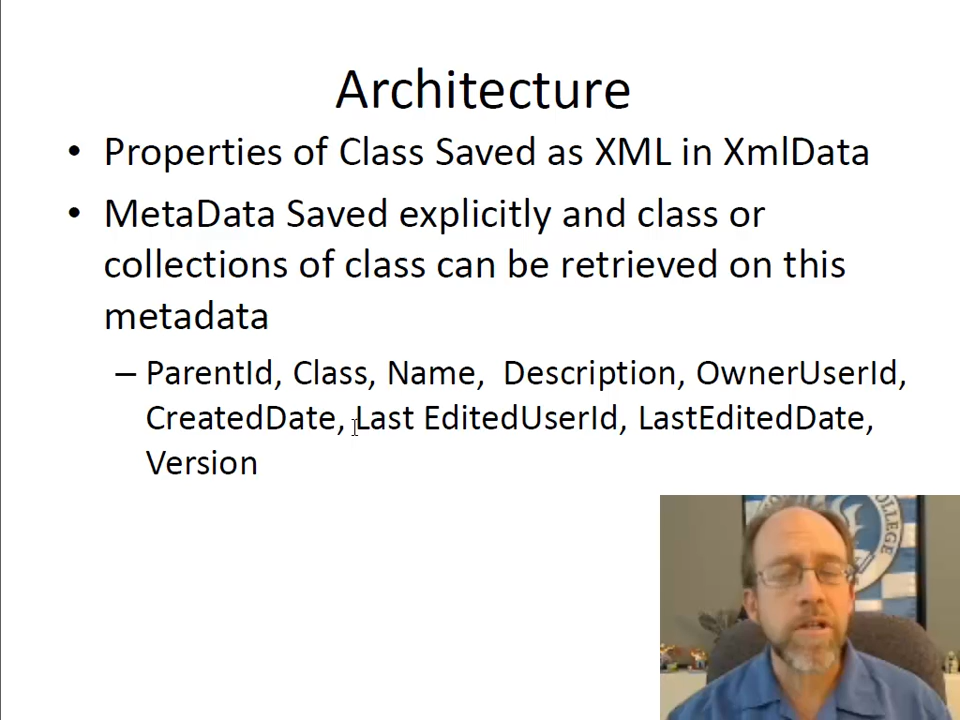 Architecture
• Properties of Class Saved as XML in XmlData
• MetaData Saved explicitly and class or
collections of class can be retrieved on this
metadata
– ParentId, Class, Name,  Description, OwnerUserId,
CreatedDate, Last EditedUserId, LastEditedDate,
Version
COLLEGE